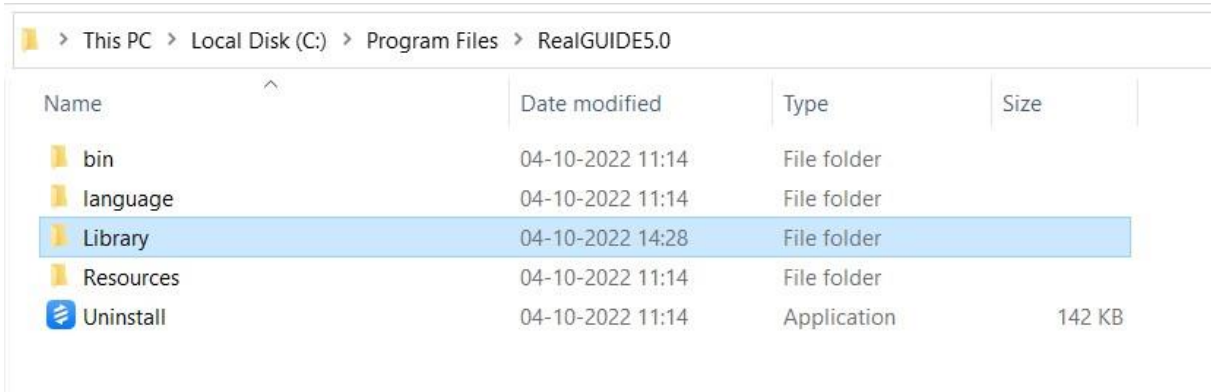 > This PC > Local Disk (C:) > Program Files > RealGUIDE5.0
Name Date modified Type Size
bin 04-10-2022 11:14 File folder
language 04-10-2022 11:14 File folder
Library 04-10-2022 14:28 File folder
Resources 04-10-2022 11:14 File folder
Uninstall 04-10-2022 11:14 Application 142 KB